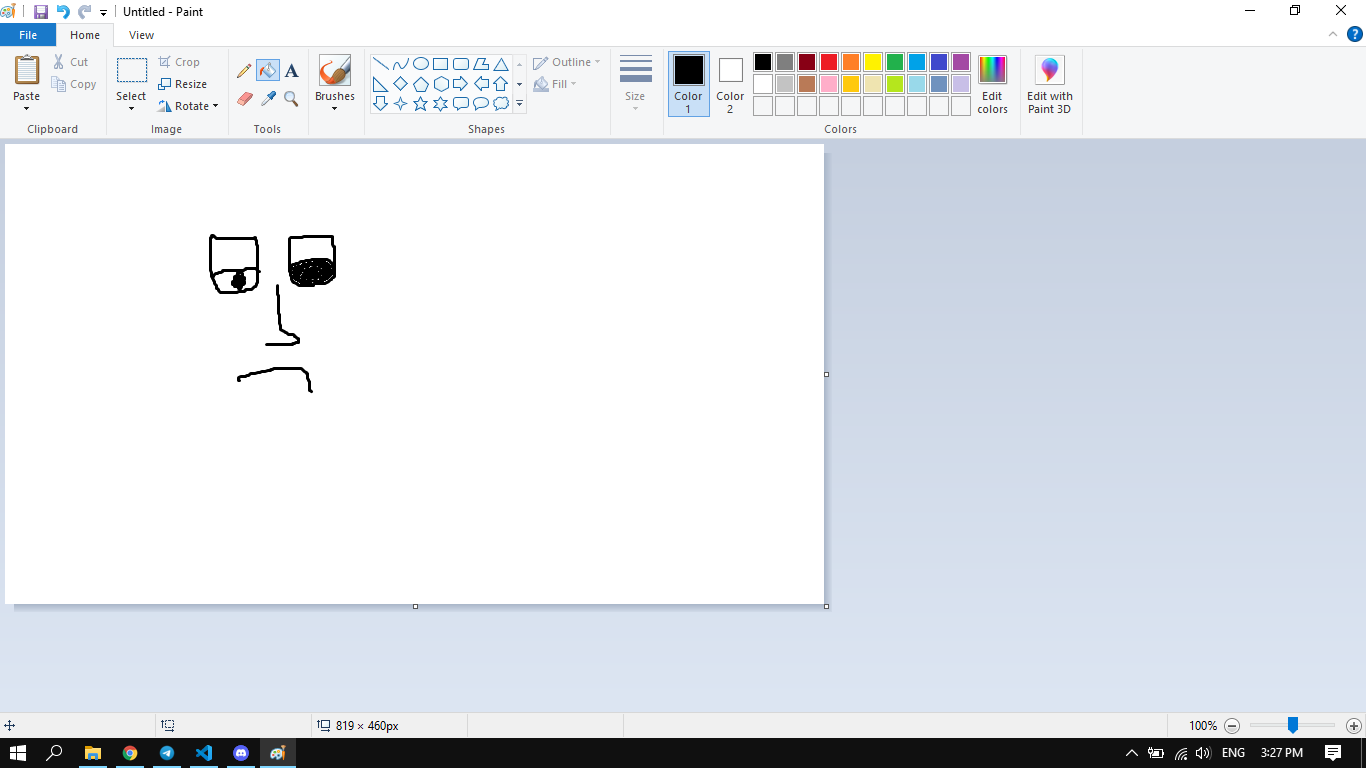 Untitled - Paint
File Home View
Paste Cut Copy Clipboard
Select Crop Resize Rotate Image
A Tools
Brushes
Outline Fill Shapes
Size
Color 1 Color 2 Edit colors Colors
Edit with Paint 3D
?
819 × 460px 100%
ENG 3:27 PM